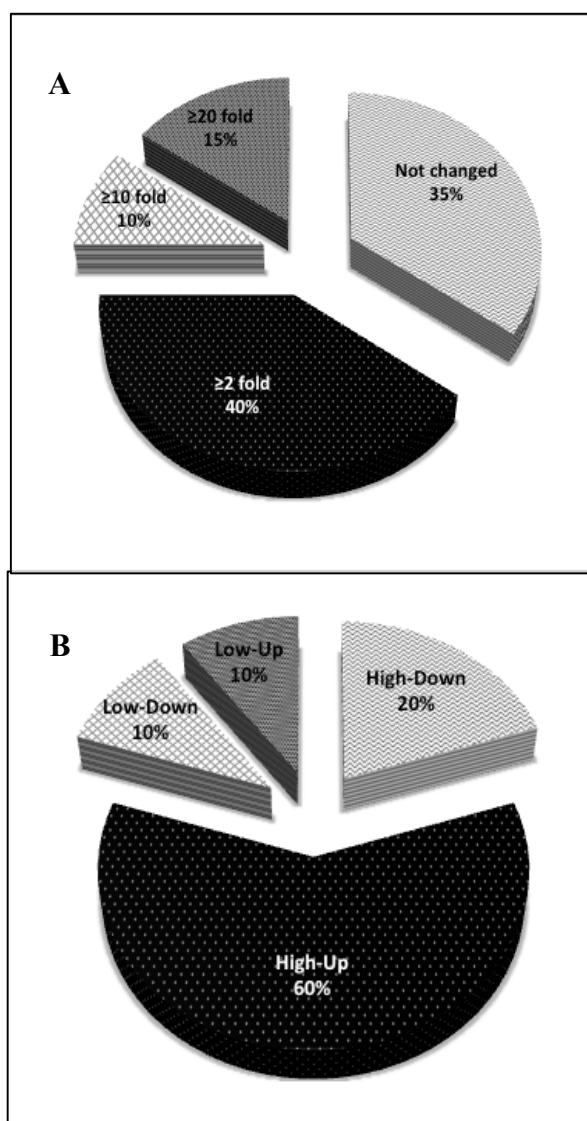 A
≥20 fold
15%
Not changed
35%
≥10 fold
10%
≥2 fold
40%
B
Low-Up
10%
High-Down
20%
Low-Down
10%
High-Up
60%